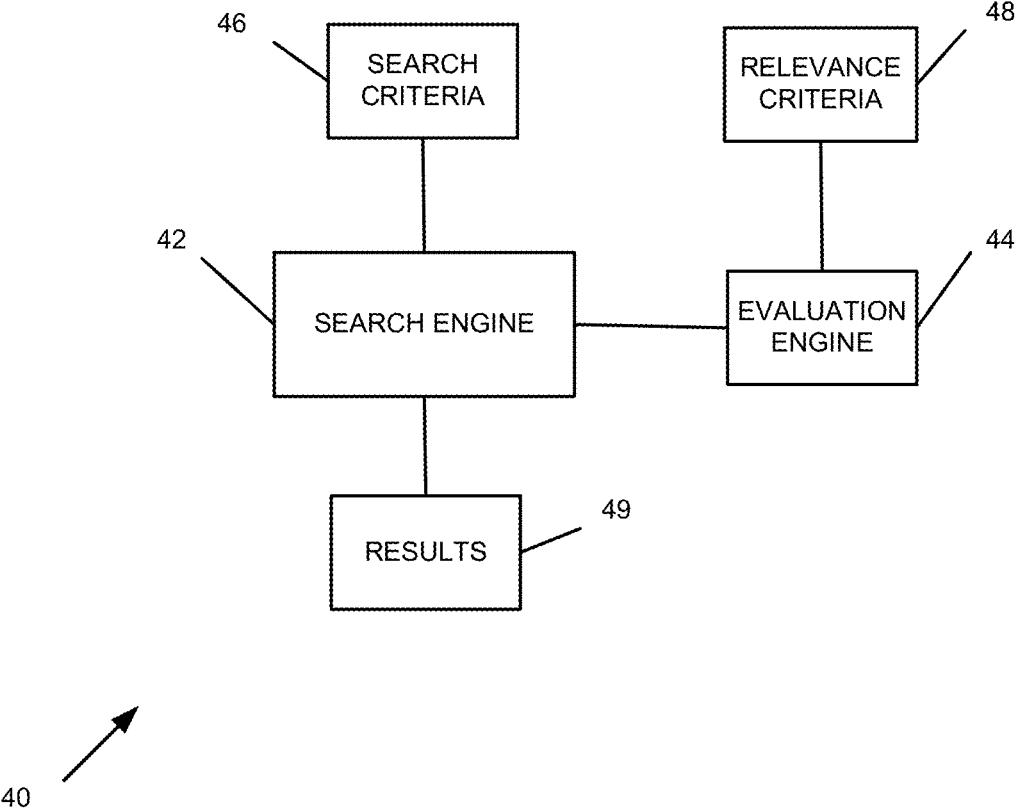 46
SEARCH
CRITERIA
48
RELEVANCE
CRITERIA
42
SEARCH ENGINE
44
EVALUATION
ENGINE
49
RESULTS
40